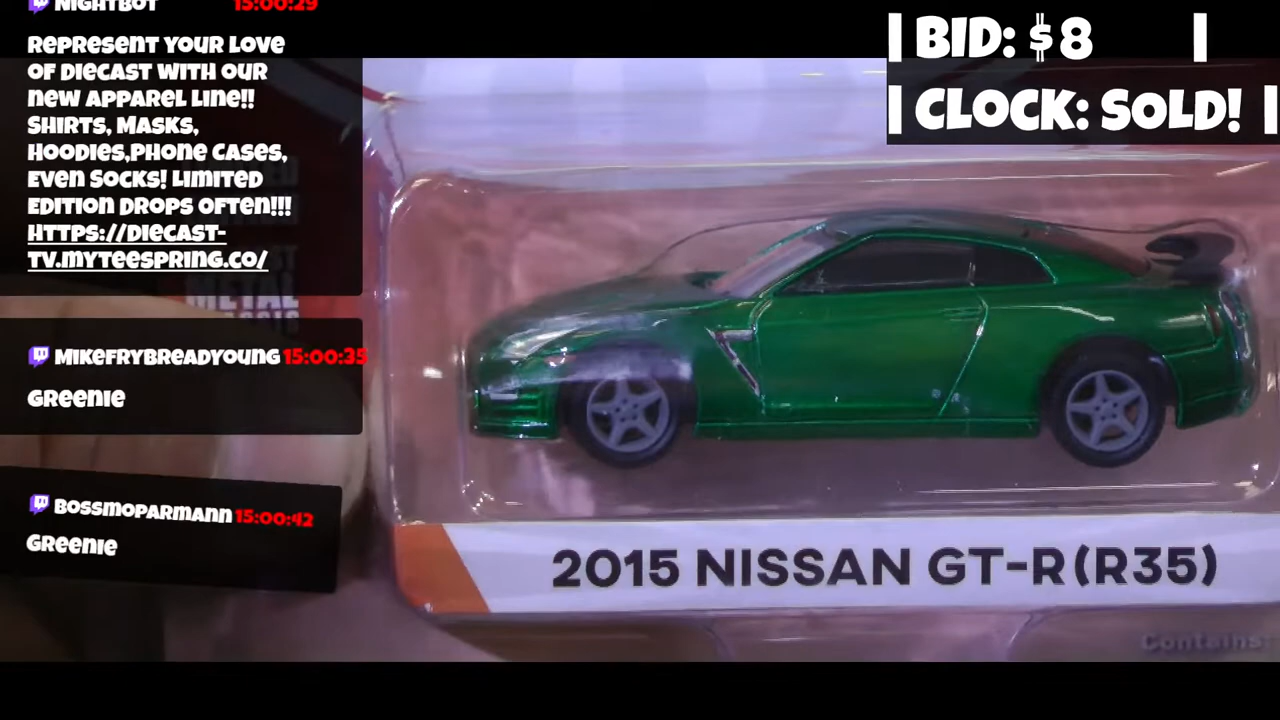 NIGHTBOT 15:00:29
REPRESENT YOUR LOVE
OF DIECAST WITH OUR
NEW APPAREL LINE!!
SHIRTS, MASKS,
HOODIES,PHONE CASES,
EVEN SOCKS! LIMITED
EDITION DROPS OFTEN!!!
HTTPS://DIECAST-
TV.MYTEESPRING.CO/
MIKEFRYBREADYOUNG 15:00:35
GREENIE
BOSSMOPARMANN 15:00:42
GREENIE
| BID: $8 |
| CLOCK: SOLD! |
METAL
2015 NISSAN GT-R(R35)
Contains